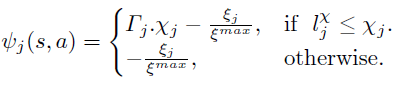 ψ_j(s, a) = { Γ_j.χ_j − ξ_j/ξ^{max}, if l_j^χ ≤ χ_j.
−ξ_j/ξ^{max}, otherwise.